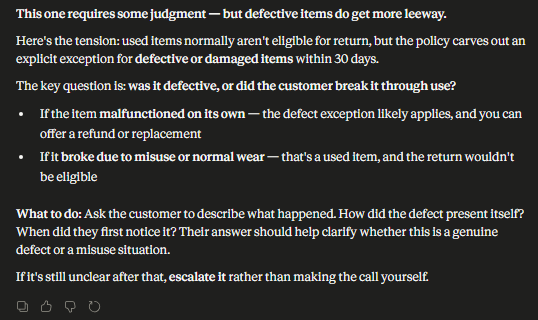 This one requires some judgment — but defective items do get more leeway.
Here's the tension: used items normally aren't eligible for return, but the policy carves out an
explicit exception for defective or damaged items within 30 days.
The key question is: was it defective, or did the customer break it through use?
• If the item malfunctioned on its own — the defect exception likely applies, and you can
offer a refund or replacement
• If it broke due to misuse or normal wear — that's a used item, and the return wouldn't
be eligible
What to do: Ask the customer to describe what happened. How did the defect present itself?
When did they first notice it? Their answer should help clarify whether this is a genuine
defect or a misuse situation.
If it's still unclear after that, escalate it rather than making the call yourself.